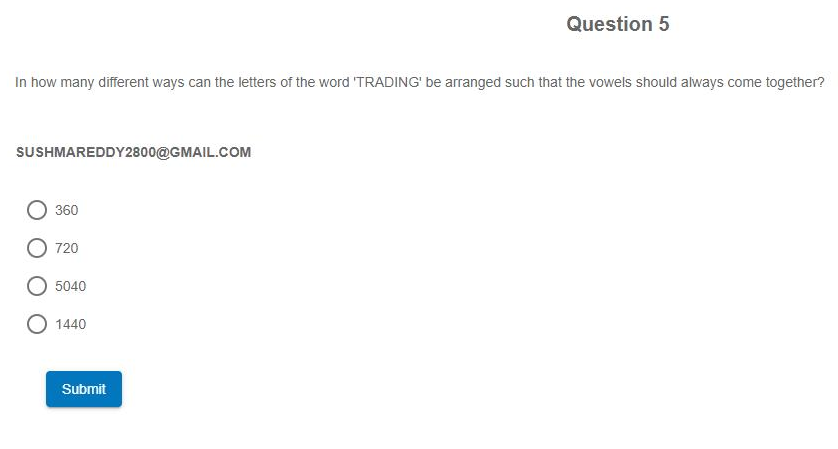 Question 5
In how many different ways can the letters of the word 'TRADING' be arranged such that the vowels should always come together?
SUSHMAREDDY2800@GMAIL.COM
360
720
5040
1440
Submit